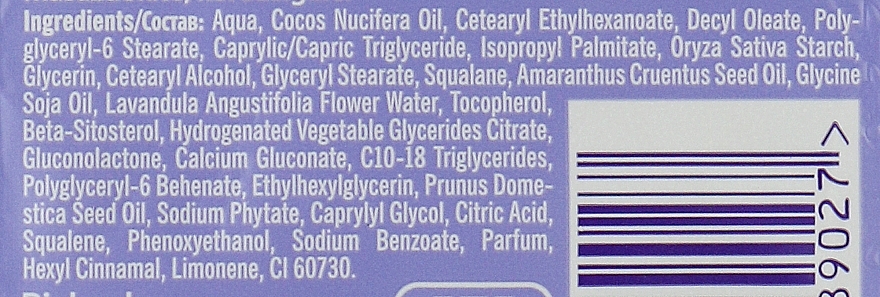 Ingredients/Состав: Aqua, Cocos Nucifera Oil, Cetearyl Ethylhexanoate, Decyl Oleate, Poly-
glyceryl-6 Stearate, Caprylic/Capric Triglyceride, Isopropyl Palmitate, Oryza Sativa Starch,
Glycerin, Cetearyl Alcohol, Glyceryl Stearate, Squalane, Amaranthus Cruentus Seed Oil, Glycine
Soja Oil, Lavandula Angustifolia Flower Water, Tocopherol,
Beta-Sitosterol, Hydrogenated Vegetable Glycerides Citrate,
Gluconolactone, Calcium Gluconate, C10-18 Triglycerides,
Polyglyceryl-6 Behenate, Ethylhexylglycerin, Prunus Dome-
stica Seed Oil, Sodium Phytate, Caprylyl Glycol, Citric Acid,
Squalene, Phenoxyethanol, Sodium Benzoate, Parfum,
Hexyl Cinnamal, Limonene, CI 60730.
39027>